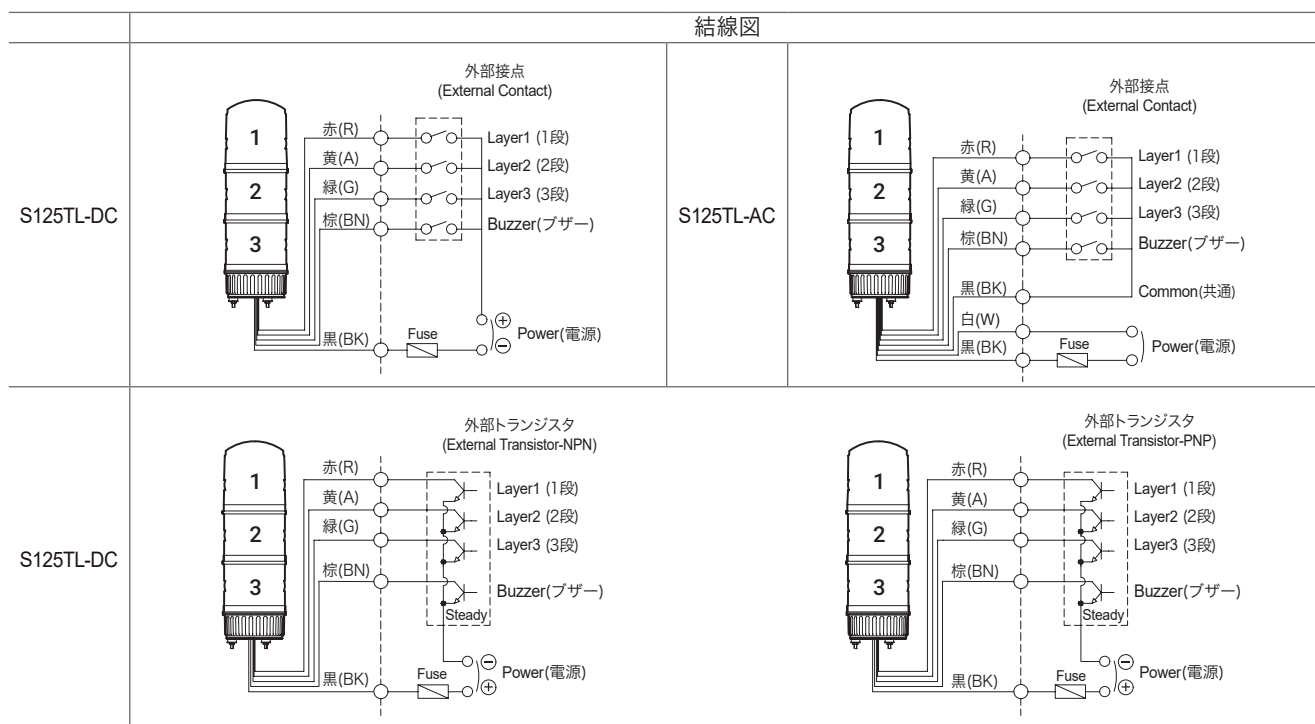 結線図
S125TL-DC
外部接点
(External Contact)
1
2
3
赤(R)
黄(A)
緑(G)
棕(BN)
黒(BK)
Layer1 (1段)
Layer2 (2段)
Layer3 (3段)
Buzzer(ブザー)
Fuse
+
−
Power(電源)
S125TL-AC
外部接点
(External Contact)
1
2
3
赤(R)
黄(A)
緑(G)
棕(BN)
黒(BK)
白(W)
黒(BK)
Layer1 (1段)
Layer2 (2段)
Layer3 (3段)
Buzzer(ブザー)
Common(共通)
Fuse
Power(電源)
S125TL-DC
外部トランジスタ
(External Transistor-NPN)
1
2
3
赤(R)
黄(A)
緑(G)
棕(BN)
黒(BK)
Layer1 (1段)
Layer2 (2段)
Layer3 (3段)
Buzzer(ブザー)
Steady
Fuse
−
+
Power(電源)
外部トランジスタ
(External Transistor-PNP)
1
2
3
赤(R)
黄(A)
緑(G)
棕(BN)
黒(BK)
Layer1 (1段)
Layer2 (2段)
Layer3 (3段)
Buzzer(ブザー)
Steady
Fuse
−
+
Power(電源)